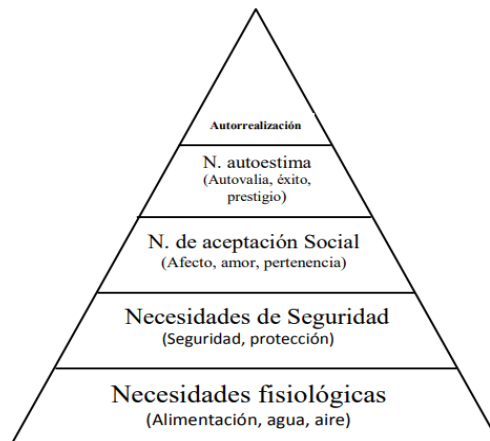 Autorrealización
N. autoestima
(Autovalia, éxito,
prestigio)
N. de aceptación Social
(Afecto, amor, pertenencia)
Necesidades de Seguridad
(Seguridad, protección)
Necesidades fisiológicas
(Alimentación, agua, aire)